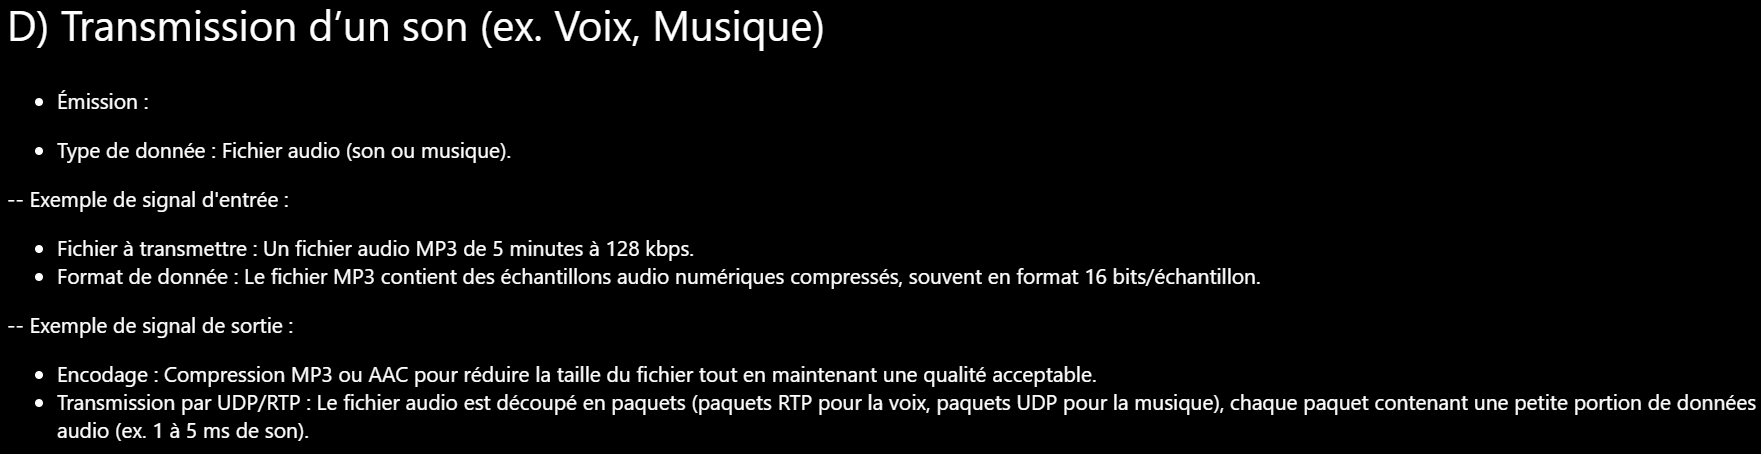 D) Transmission d’un son (ex. Voix, Musique)
• Émission :
• Type de donnée : Fichier audio (son ou musique).
-- Exemple de signal d'entrée :
• Fichier à transmettre : Un fichier audio MP3 de 5 minutes à 128 kbps.
• Format de donnée : Le fichier MP3 contient des échantillons audio numériques compressés, souvent en format 16 bits/échantillon.
-- Exemple de signal de sortie :
• Encodage : Compression MP3 ou AAC pour réduire la taille du fichier tout en maintenant une qualité acceptable.
• Transmission par UDP/RTP : Le fichier audio est découpé en paquets (paquets RTP pour la voix, paquets UDP pour la musique), chaque paquet contenant une petite portion de données
audio (ex. 1 à 5 ms de son).